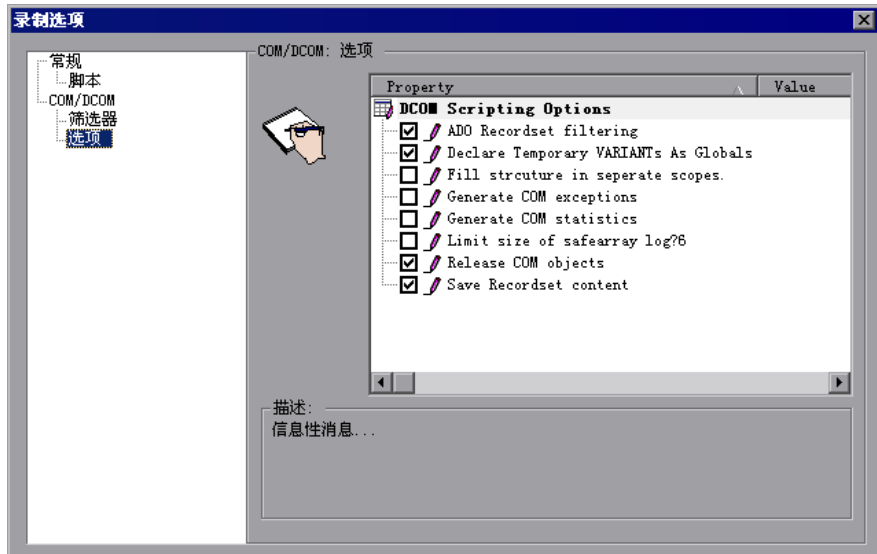 录制选项
常规
脚本
COM/DCOM
筛选器
选项
COM/DCOM: 选项
Property Value
DCOM Scripting Options
ADO Recordset filtering
Declare Temporary VARIANTs As Globals
Fill strcuture in seperate scopes.
Generate COM exceptions
Generate COM statistics
Limit size of safearray log?6
Release COM objects
Save Recordset content
描述:
信息性消息...